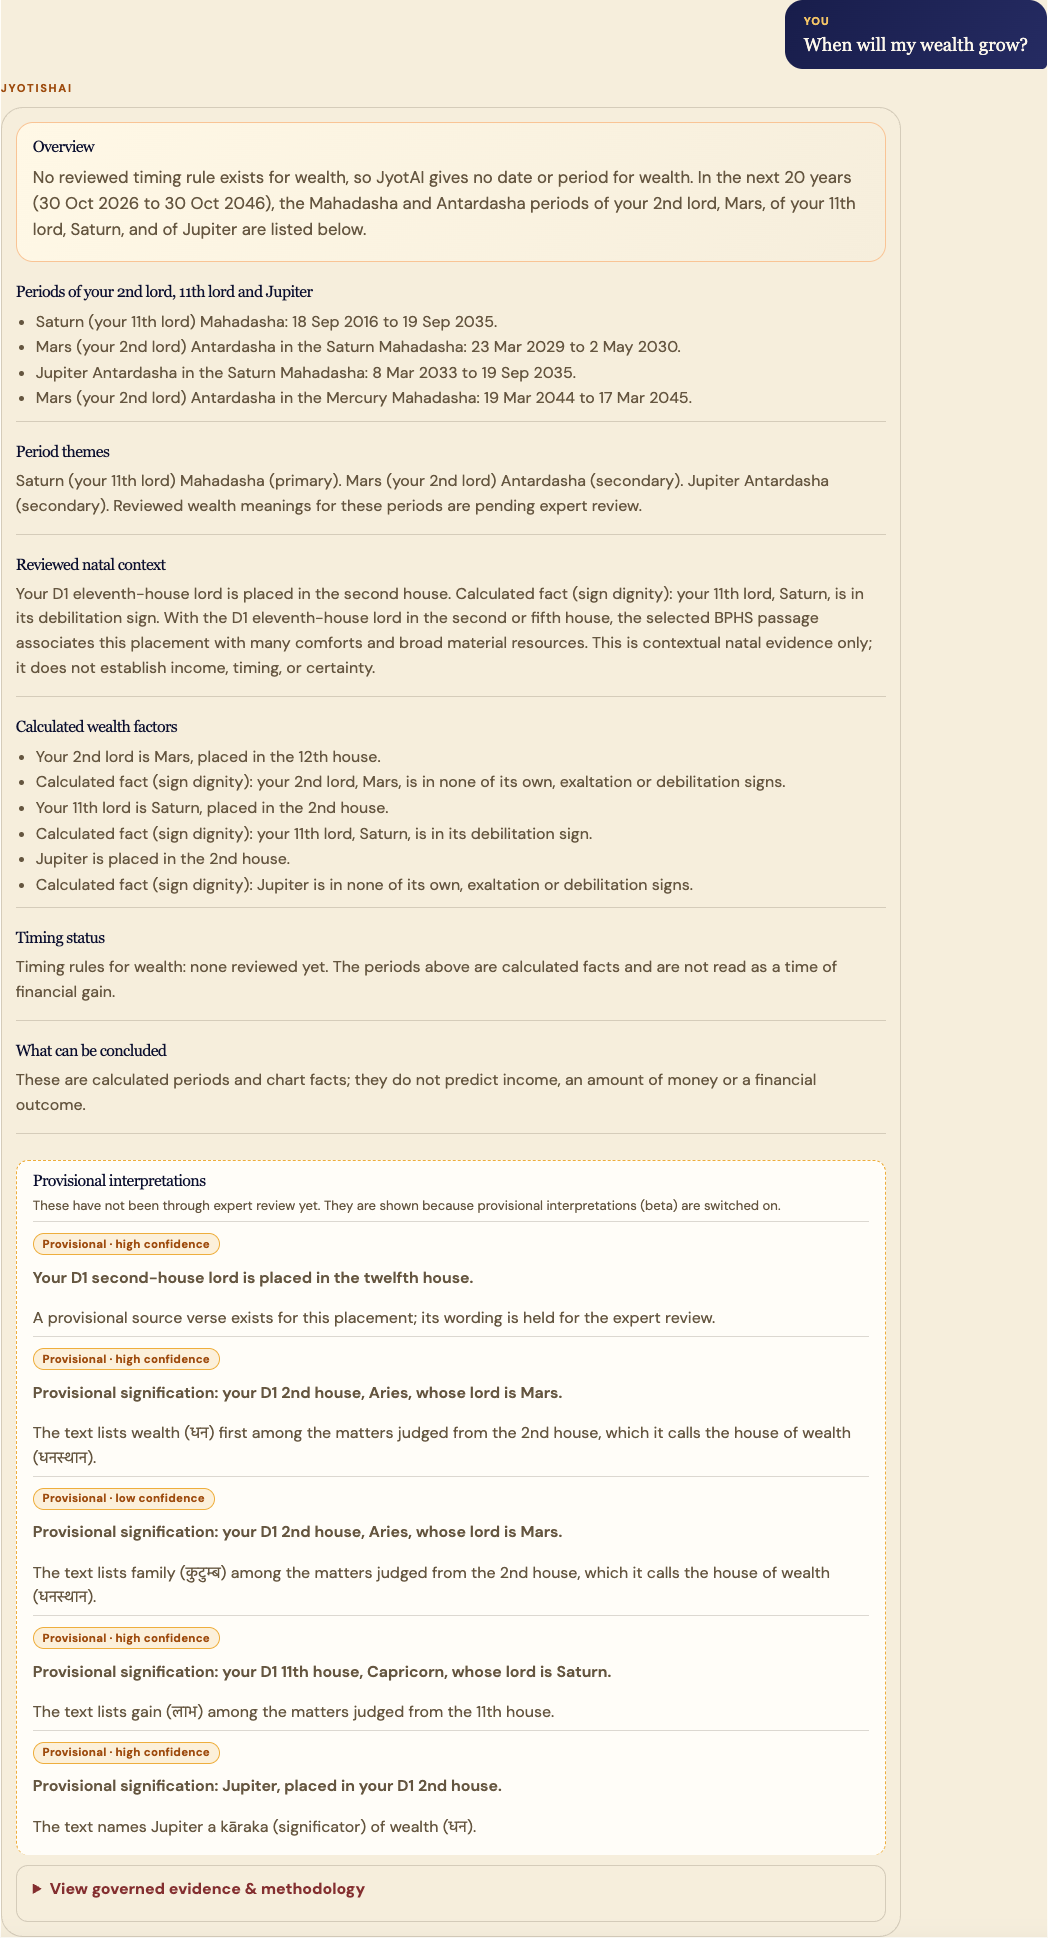 YOU
When will my wealth grow?
JYOTISHAI
Overview
No reviewed timing rule exists for wealth, so JyotAI gives no date or period for wealth. In the next 20 years
(30 Oct 2026 to 30 Oct 2046), the Mahadasha and Antardasha periods of your 2nd lord, Mars, of your 11th
lord, Saturn, and of Jupiter are listed below.
Periods of your 2nd lord, 11th lord and Jupiter
• Saturn (your 11th lord) Mahadasha: 18 Sep 2016 to 19 Sep 2035.
• Mars (your 2nd lord) Antardasha in the Saturn Mahadasha: 23 Mar 2029 to 2 May 2030.
• Jupiter Antardasha in the Saturn Mahadasha: 8 Mar 2033 to 19 Sep 2035.
• Mars (your 2nd lord) Antardasha in the Mercury Mahadasha: 19 Mar 2044 to 17 Mar 2045.
Period themes
Saturn (your 11th lord) Mahadasha (primary). Mars (your 2nd lord) Antardasha (secondary). Jupiter Antardasha
(secondary). Reviewed wealth meanings for these periods are pending expert review.
Reviewed natal context
Your D1 eleventh-house lord is placed in the second house. Calculated fact (sign dignity): your 11th lord, Saturn, is in
its debilitation sign. With the D1 eleventh-house lord in the second or fifth house, the selected BPHS passage
associates this placement with many comforts and broad material resources. This is contextual natal evidence only;
it does not establish income, timing, or certainty.
Calculated wealth factors
• Your 2nd lord is Mars, placed in the 12th house.
• Calculated fact (sign dignity): your 2nd lord, Mars, is in none of its own, exaltation or debilitation signs.
• Your 11th lord is Saturn, placed in the 2nd house.
• Calculated fact (sign dignity): your 11th lord, Saturn, is in its debilitation sign.
• Jupiter is placed in the 2nd house.
• Calculated fact (sign dignity): Jupiter is in none of its own, exaltation or debilitation signs.
Timing status
Timing rules for wealth: none reviewed yet. The periods above are calculated facts and are not read as a time of
financial gain.
What can be concluded
These are calculated periods and chart facts; they do not predict income, an amount of money or a financial
outcome.
Provisional interpretations
These have not been through expert review yet. They are shown because provisional interpretations (beta) are switched on.
Provisional · high confidence
Your D1 second-house lord is placed in the twelfth house.
A provisional source verse exists for this placement; its wording is held for the expert review.
Provisional · high confidence
Provisional signification: your D1 2nd house, Aries, whose lord is Mars.
The text lists wealth (धन) first among the matters judged from the 2nd house, which it calls the house of wealth
(धनस्थान).
Provisional · low confidence
Provisional signification: your D1 2nd house, Aries, whose lord is Mars.
The text lists family (कुटुम्ब) among the matters judged from the 2nd house, which it calls the house of wealth
(धनस्थान).
Provisional · high confidence
Provisional signification: your D1 11th house, Capricorn, whose lord is Saturn.
The text lists gain (लाभ) among the matters judged from the 11th house.
Provisional · high confidence
Provisional signification: Jupiter, placed in your D1 2nd house.
The text names Jupiter a kāraka (significator) of wealth (धन).
▶ View governed evidence & methodology